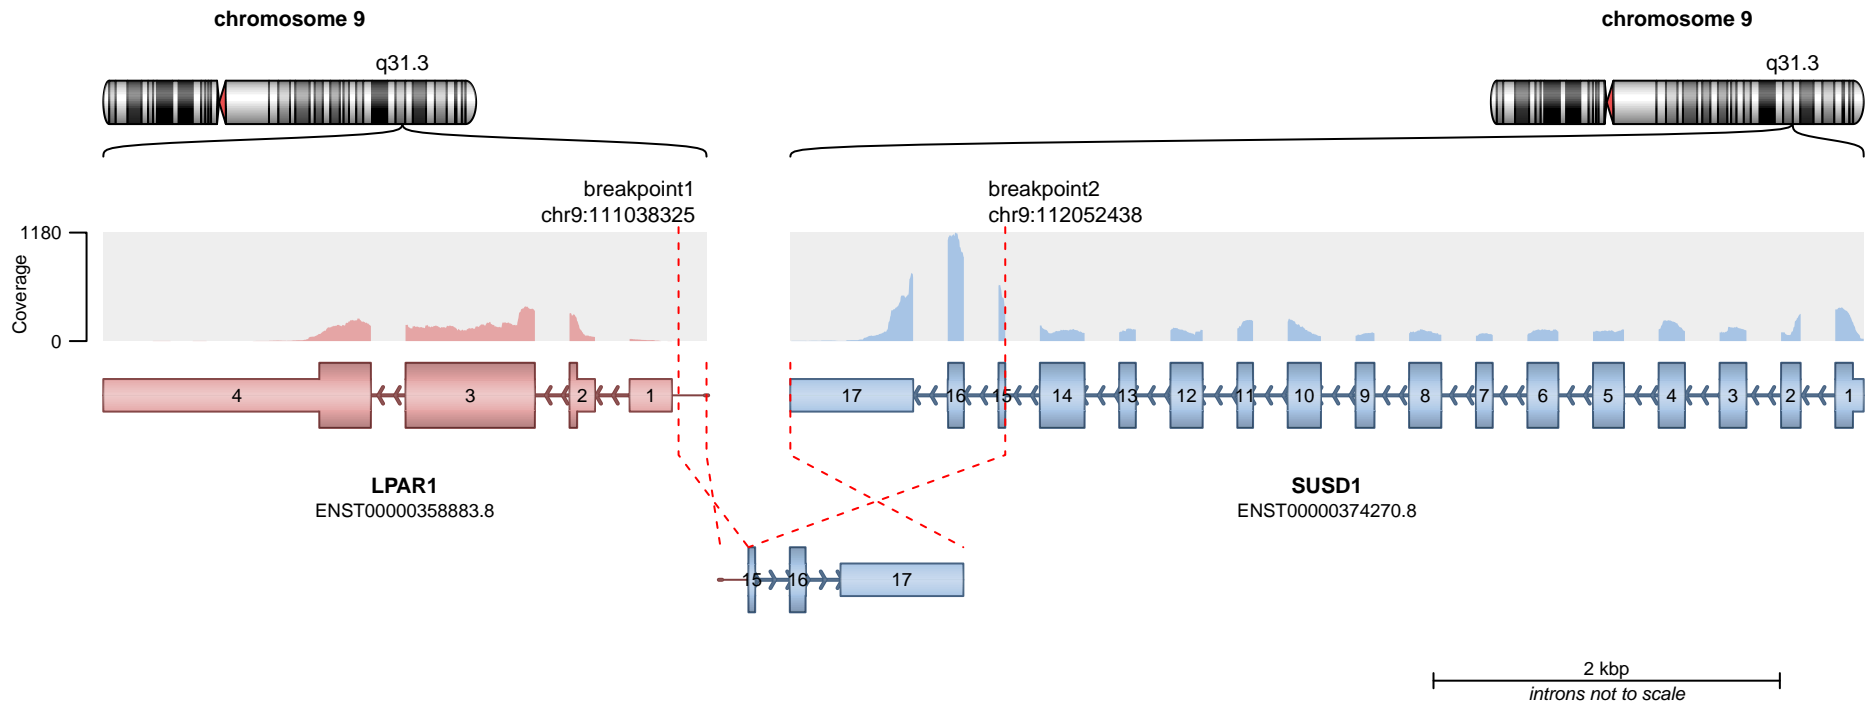 chromosome 9
chromosome 9
q31.3
q31.3
breakpoint1
chr9:111038325
breakpoint2
chr9:112052438
1180
0
Coverage
4 3 2 1
17 16 15 14 13 12 11 10 9 8 7 6 5 4 3 2 1
LPAR1
ENST00000358883.8
SUSD1
ENST00000374270.8
15 16 17
2 kbp
introns not to scale